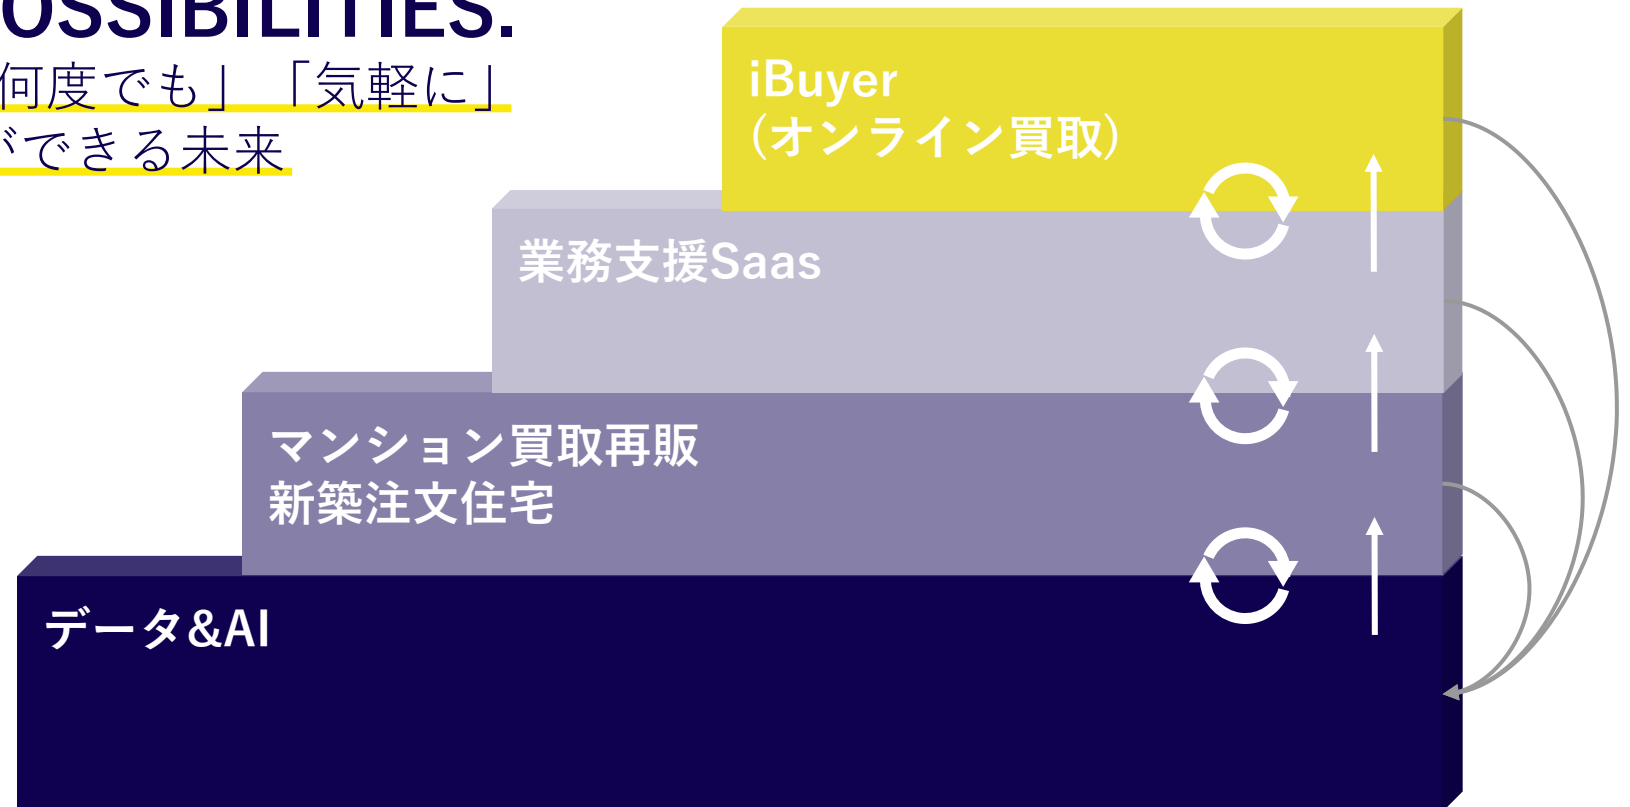 OSSIBILITIES.
何度でも」「気軽に」
ができる未来
iBuyer
(オンライン買取)
業務支援Saas
マンション買取再販
新築注文住宅
データ&AI